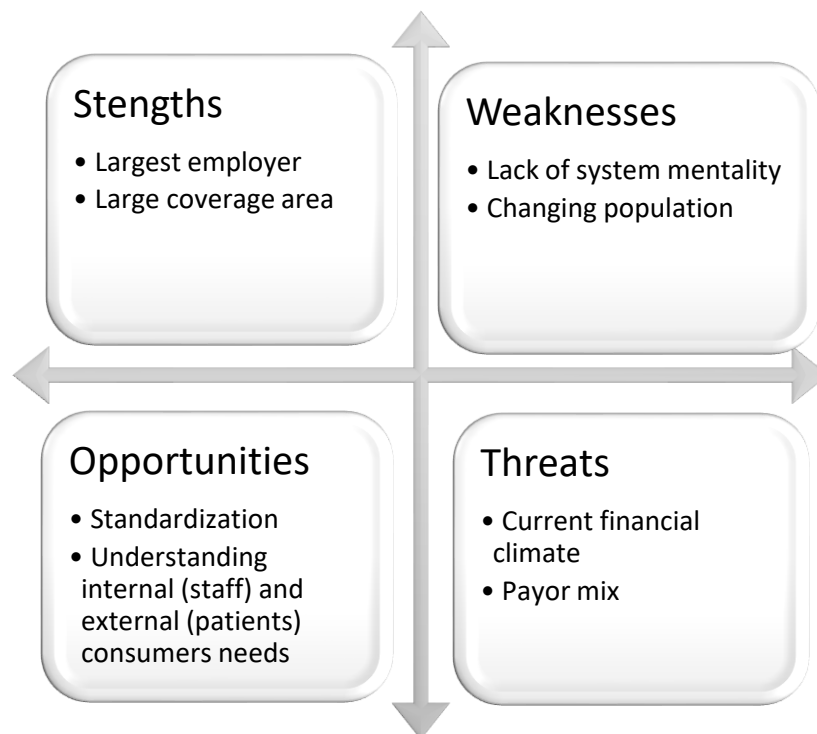 Stengths
• Largest employer
• Large coverage area
Weaknesses
• Lack of system mentality
• Changing population
Opportunities
• Standardization
• Understanding
internal (staff) and
external (patients)
consumers needs
Threats
• Current financial
climate
• Payor mix